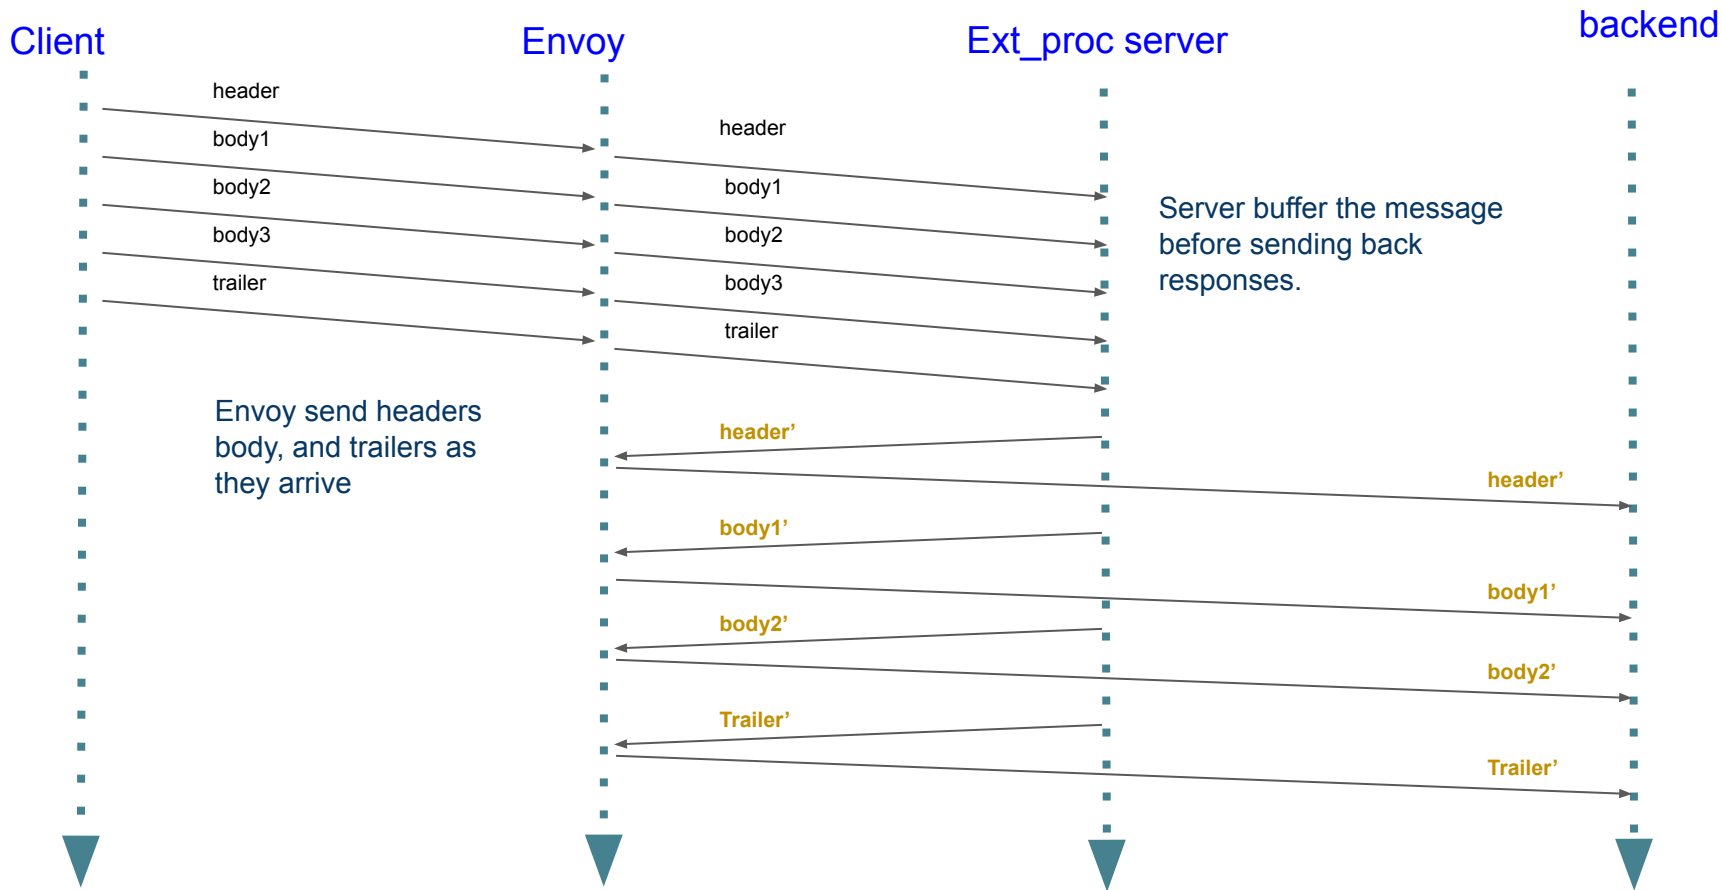 Client
Envoy
Ext_proc server
backend
header
header
body1
body1
body2
body2
body3
body3
trailer
trailer
Server buffer the message
before sending back
responses.
Envoy send headers
body, and trailers as
they arrive
header’
header’
body1’
body1’
body2’
body2’
Trailer’
Trailer’